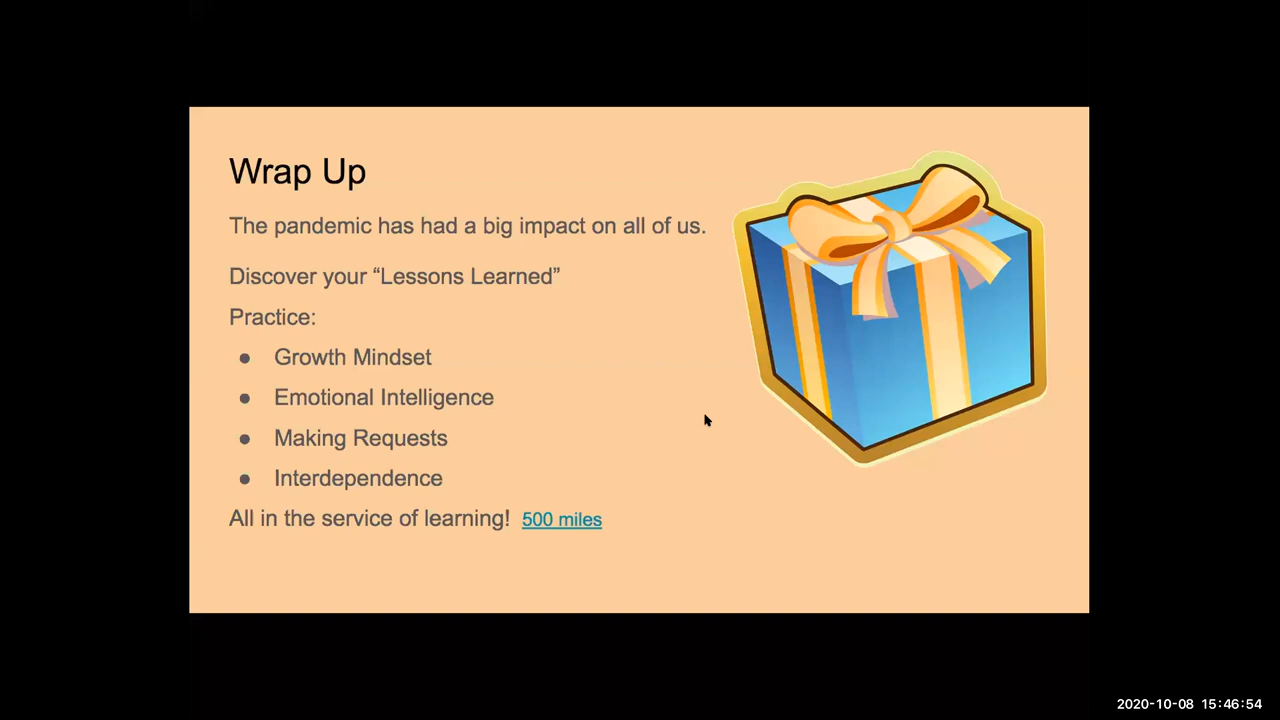 Wrap Up
The pandemic has had a big impact on all of us.
Discover your “Lessons Learned”
Practice:
● Growth Mindset
● Emotional Intelligence
● Making Requests
● Interdependence
All in the service of learning! 500 miles
2020-10-08 15:46:54